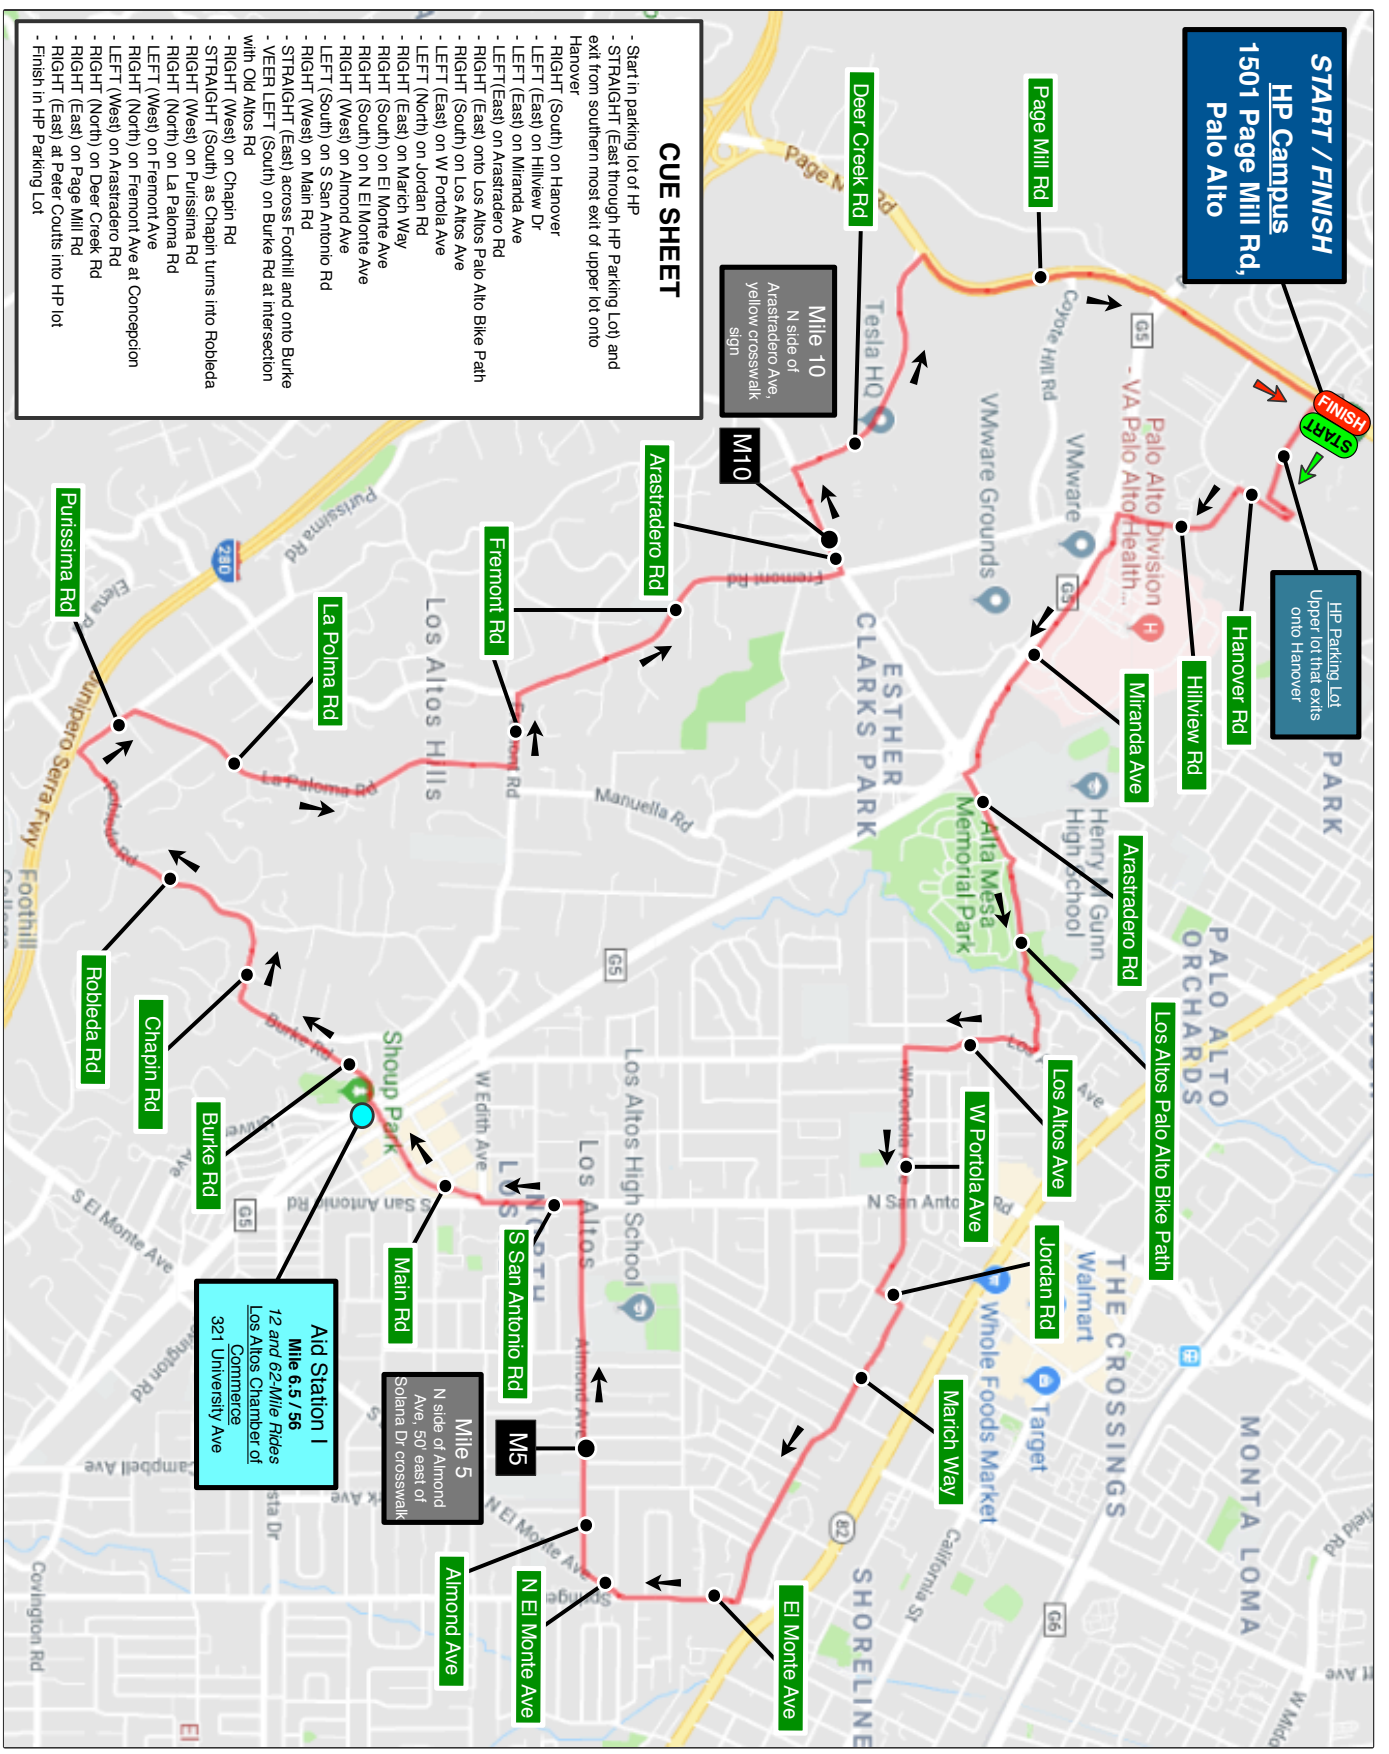 START / FINISH
HP Campus
1501 Page Mill Rd,
Palo Alto
FINISH
START
HP Parking Lot
Upper lot that exits
onto Hanover
Page Mill Rd
Deer Creek Rd
Hanover Rd
Hillview Rd
Miranda Ave
Arastradero Rd
Los Altos Palo Alto Bike Path
Los Altos Ave
W Portola Ave
Jordan Rd
Marich Way
El Monte Ave
N El Monte Ave
Almond Ave
S San Antonio Rd
Main Rd
Burke Rd
Chapin Rd
Robleda Rd
Purissima Rd
La Polma Rd
Fremont Rd
Arastradero Rd
Mile 10
N side of
Arastradero Ave,
yellow crosswalk
sign
M10
Mile 5
N side of Almond
Ave, 50' east of
Solana Dr crosswalk
M5
Aid Station I
Mile 6.5 / 56
12 and 62-Mile Rides
Los Altos Chamber of
Commerce
321 University Ave
CUE SHEET
- Start in parking lot of HP
- STRAIGHT (East through HP Parking Lot) and
exit from southern most exit of upper lot onto
Hanover
- RIGHT (South) on Hanover
- LEFT (East) on Hillview Dr
- LEFT (East) on Miranda Ave
- LEFT(East) on Arastradero Rd
- RIGHT (East) onto Los Altos Palo Alto Bike Path
- RIGHT (South) on Los Altos Ave
- LEFT (East) on W Portola Ave
- LEFT (North) on Jordan Rd
- RIGHT (East) on Marich Way
- RIGHT (South) on El Monte Ave
- RIGHT (South) on N El Monte Ave
- RIGHT (West) on Almond Ave
- LEFT (South) on S San Antonio Rd
- RIGHT (West) on Main Rd
- STRAIGHT (East) across Foothill and onto Burke
- VEER LEFT (South) on Burke Rd at intersection
with Old Altos Rd
- RIGHT (West) on Chapin Rd
- STRAIGHT (South) as Chapin turns into Robleda
- RIGHT (West) on Purissima Rd
- RIGHT (North) on La Paloma Rd
- LEFT (West) on Fremont Ave
- RIGHT (North) on Fremont Ave at Concepcion
- LEFT (West) on Arastradero Rd
- RIGHT (North) on Deer Creek Rd
- RIGHT (East) on Page Mill Rd
- RIGHT (East) at Peter Coutts into HP lot
- Finish in HP Parking Lot
Coyote Hill Rd
G5
Tesla HQ
VMware Grounds
VMware
Palo Alto Division
- VA Palo Alto Health...
G5
PARK
ESTHER
CLARKS PARK
Henry M Gunn
High School
Alta Mesa
Memorial Park
PALO ALTO
ORCHARDS
Fremont Rd
Los Altos Hills
Manuella Rd
La Paloma Rd
Purissima Rd
280
Elena Rd
Junipero Serra Fwy
Foothill
College
Robleda Rd
Burke Rd
Shoup Park
G5
W Edith Ave
Los Altos High School
Los Altos
NORTH
LOS
S San Antonio Rd
G5
S El Monte Ave
Campbell Ave
Covington Rd
Almond Ave
N El Monte Ave
Walmart
Whole Foods Market
Target
THE CROSSINGS
MONTA LOMA
82
California St
G6
SHORELINE
W Portola
Ave
El